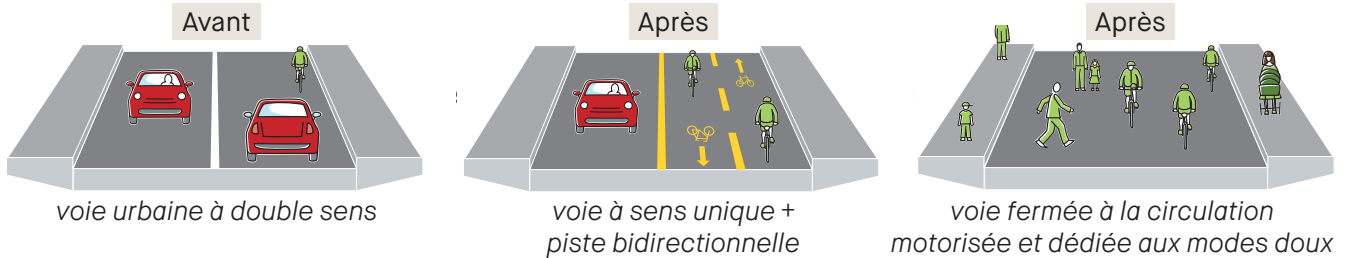 Avant
voie urbaine à double sens
Après
voie à sens unique +
piste bidirectionnelle
Après
voie fermée à la circulation
motorisée et dédiée aux modes doux